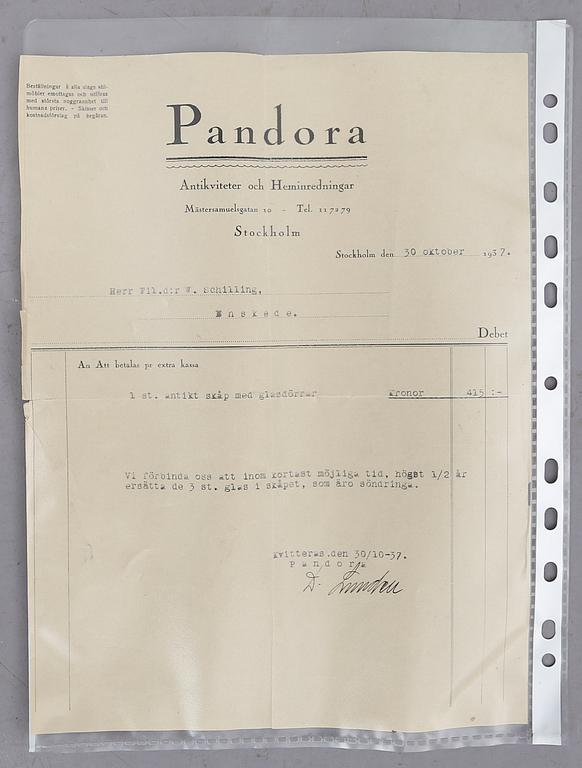 Beställningar å alla slags stil-
möbler emottagas och utföras
med största noggrannhet till
humana priser. - Skisser och
kostnadsförslag på begäran.
Pandora
Antikviteter och Heminredningar
Mästersamuelsgatan 10 - Tel. 117279
Stockholm
Stockholm den 30 oktober 1937.
Herr Fil.d:r W. Schilling,
Enskede.
Debet
An Att betalas pr extra kassa
1 st. antikt skåp med glasdörrar Kronor 415 :-
Vi förbinda oss att inom kortast möjliga tid, högst 1/2 år
ersätta de 3 st. glas i skåpet, som äro söndriga.
Kvitteras.den 30/10-37.
Pandora
D.